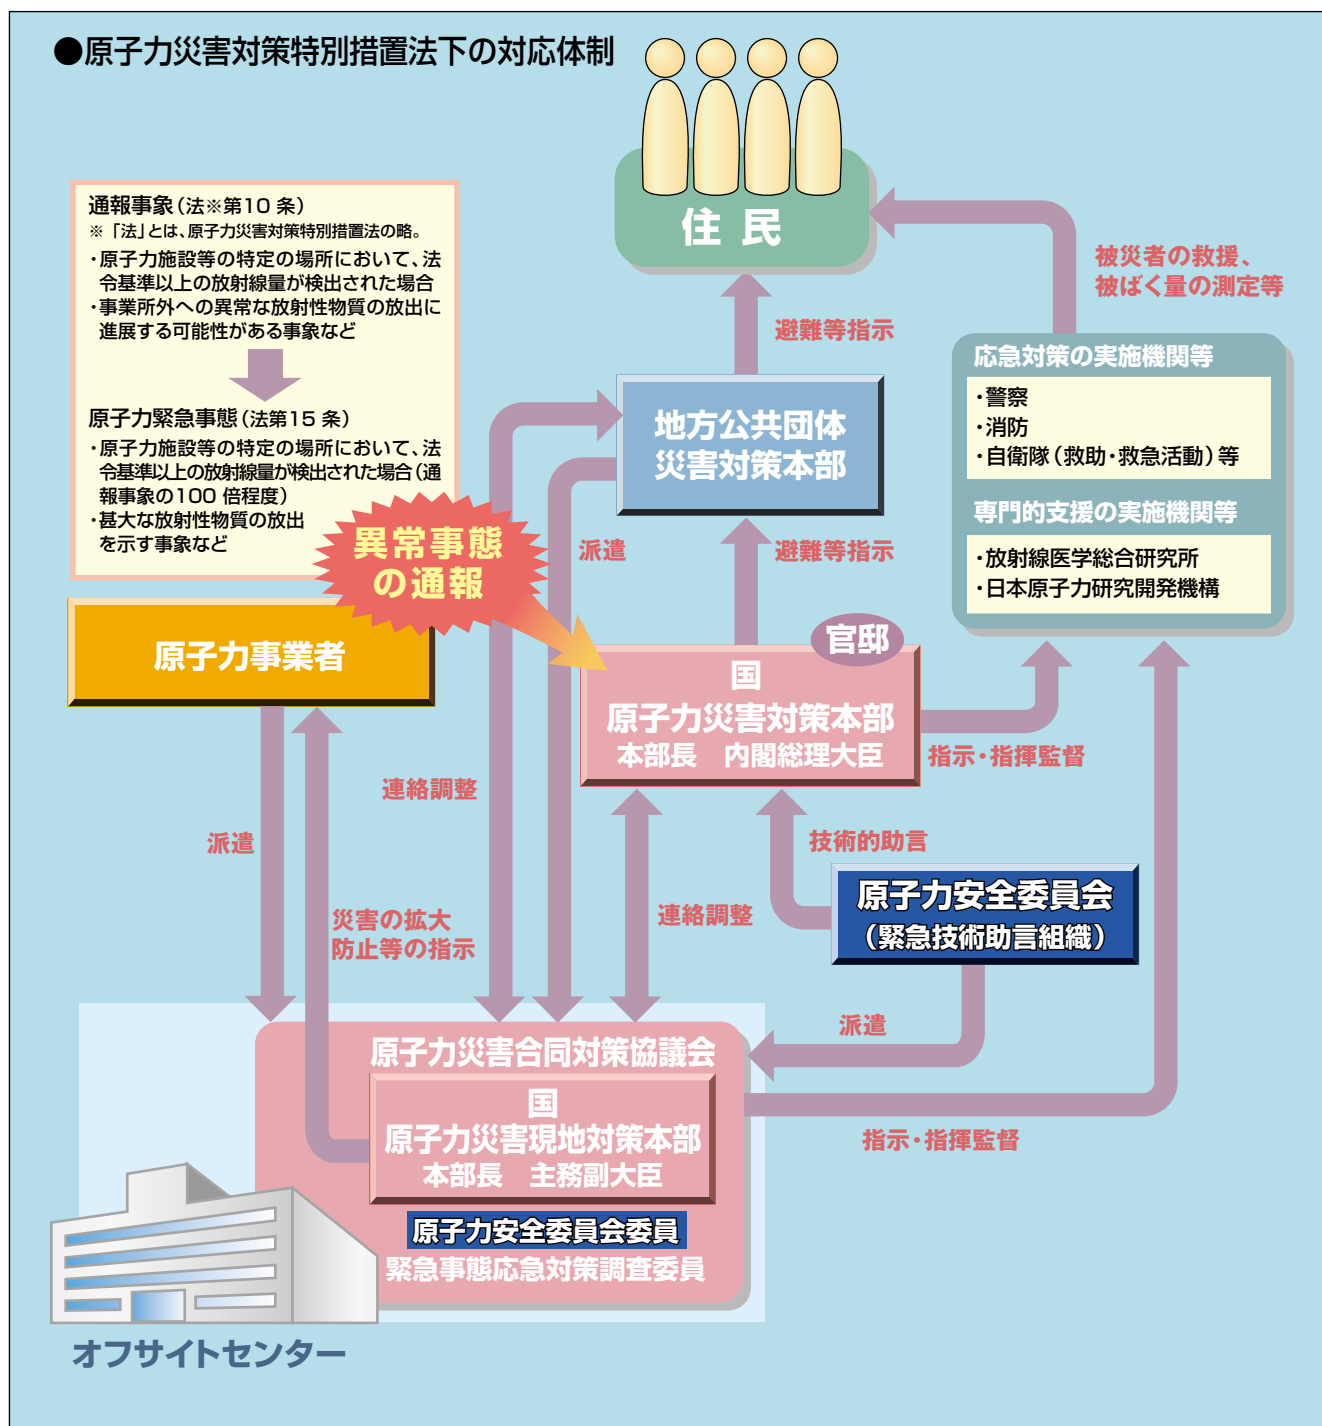 ●原子力災害対策特別措置法下の対応体制
住民
通報事象(法※第10 条)
※「法」とは、原子力災害対策特別措置法の略。
・原子力施設等の特定の場所において、法
令基準以上の放射線量が検出された場合
・事業所外への異常な放射性物質の放出に
進展する可能性がある事象など
原子力緊急事態(法第15 条)
・原子力施設等の特定の場所において、法
令基準以上の放射線量が検出された場合(通
報事象の100 倍程度)
・甚大な放射性物質の放出
を示す事象など
被災者の救援、
被ばく量の測定等
避難等指示
応急対策の実施機関等
・警察
・消防
・自衛隊(救助・救急活動)等
専門的支援の実施機関等
・放射線医学総合研究所
・日本原子力研究開発機構
地方公共団体
災害対策本部
異常事態
の通報
派遣
避難等指示
原子力事業者
官邸
国
原子力災害対策本部
本部長 内閣総理大臣
指示・指揮監督
連絡調整
派遣
技術的助言
原子力安全委員会
(緊急技術助言組織)
災害の拡大
防止等の指示
連絡調整
派遣
原子力災害合同対策協議会
国
原子力災害現地対策本部
本部長 主務副大臣
指示・指揮監督
原子力安全委員会委員
緊急事態応急対策調査委員
オフサイトセンター